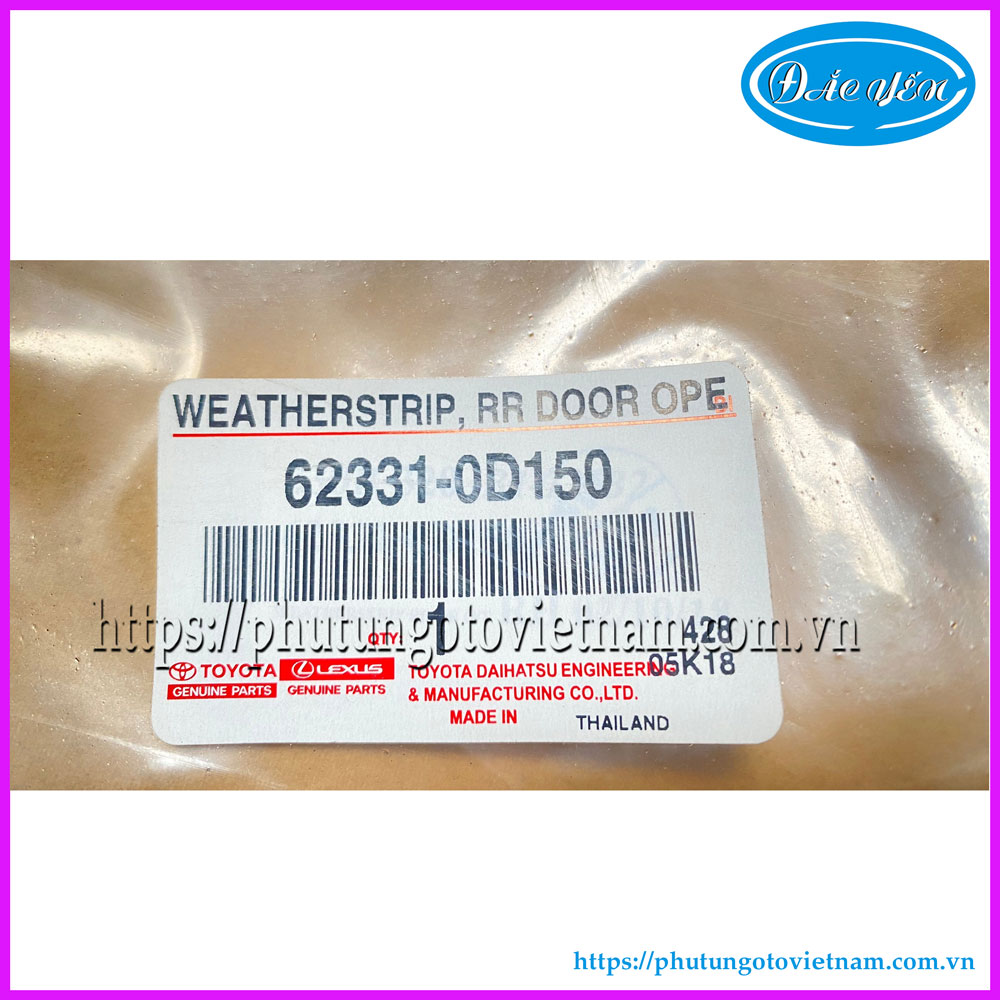 ĐẮC YẾN
WEATHERSTRIP, RR DOOR OPE
62331-0D150
https://phutungotovietnam.com.vn
QTY: 1
428
05K18
TOYOTA
GENUINE PARTS
LEXUS
GENUINE PARTS
TOYOTA DAIHATSU ENGINEERING
& MANUFACTURING CO.,LTD.
MADE IN THAILAND
https://phutungotovietnam.com.vn